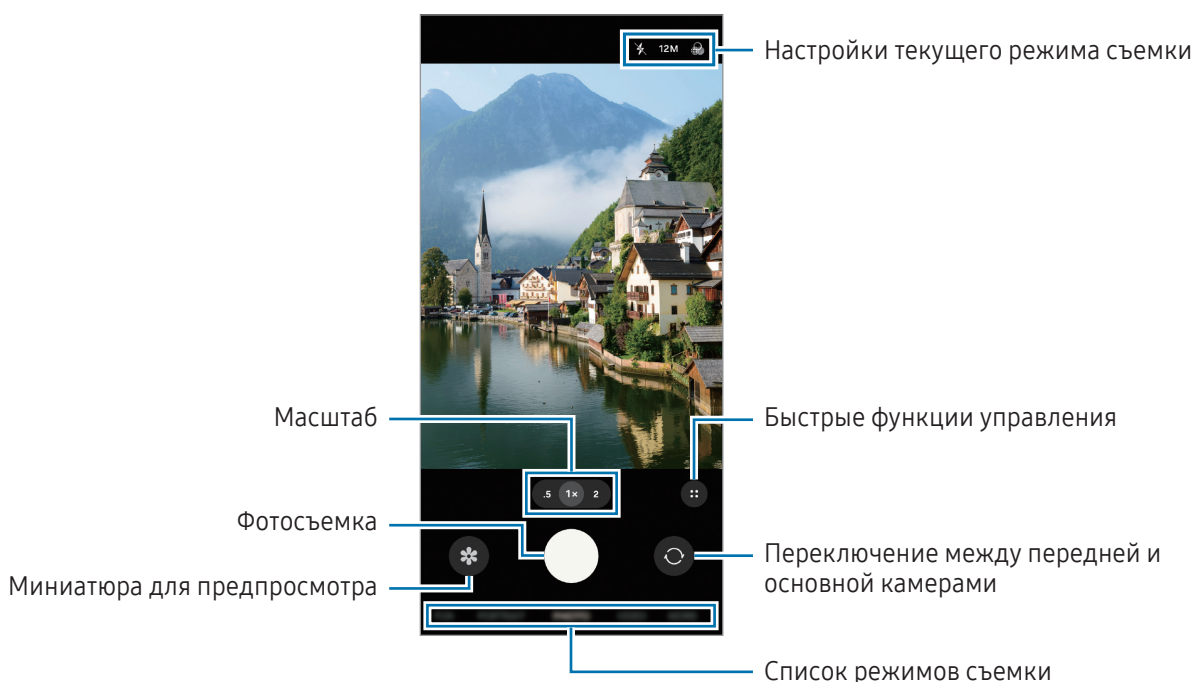 12M
Настройки текущего режима съемки
Масштаб
Быстрые функции управления
.5 1× 2
Фотосъемка
Переключение между передней и
основной камерами
Миниатюра для предпросмотра
Список режимов съемки